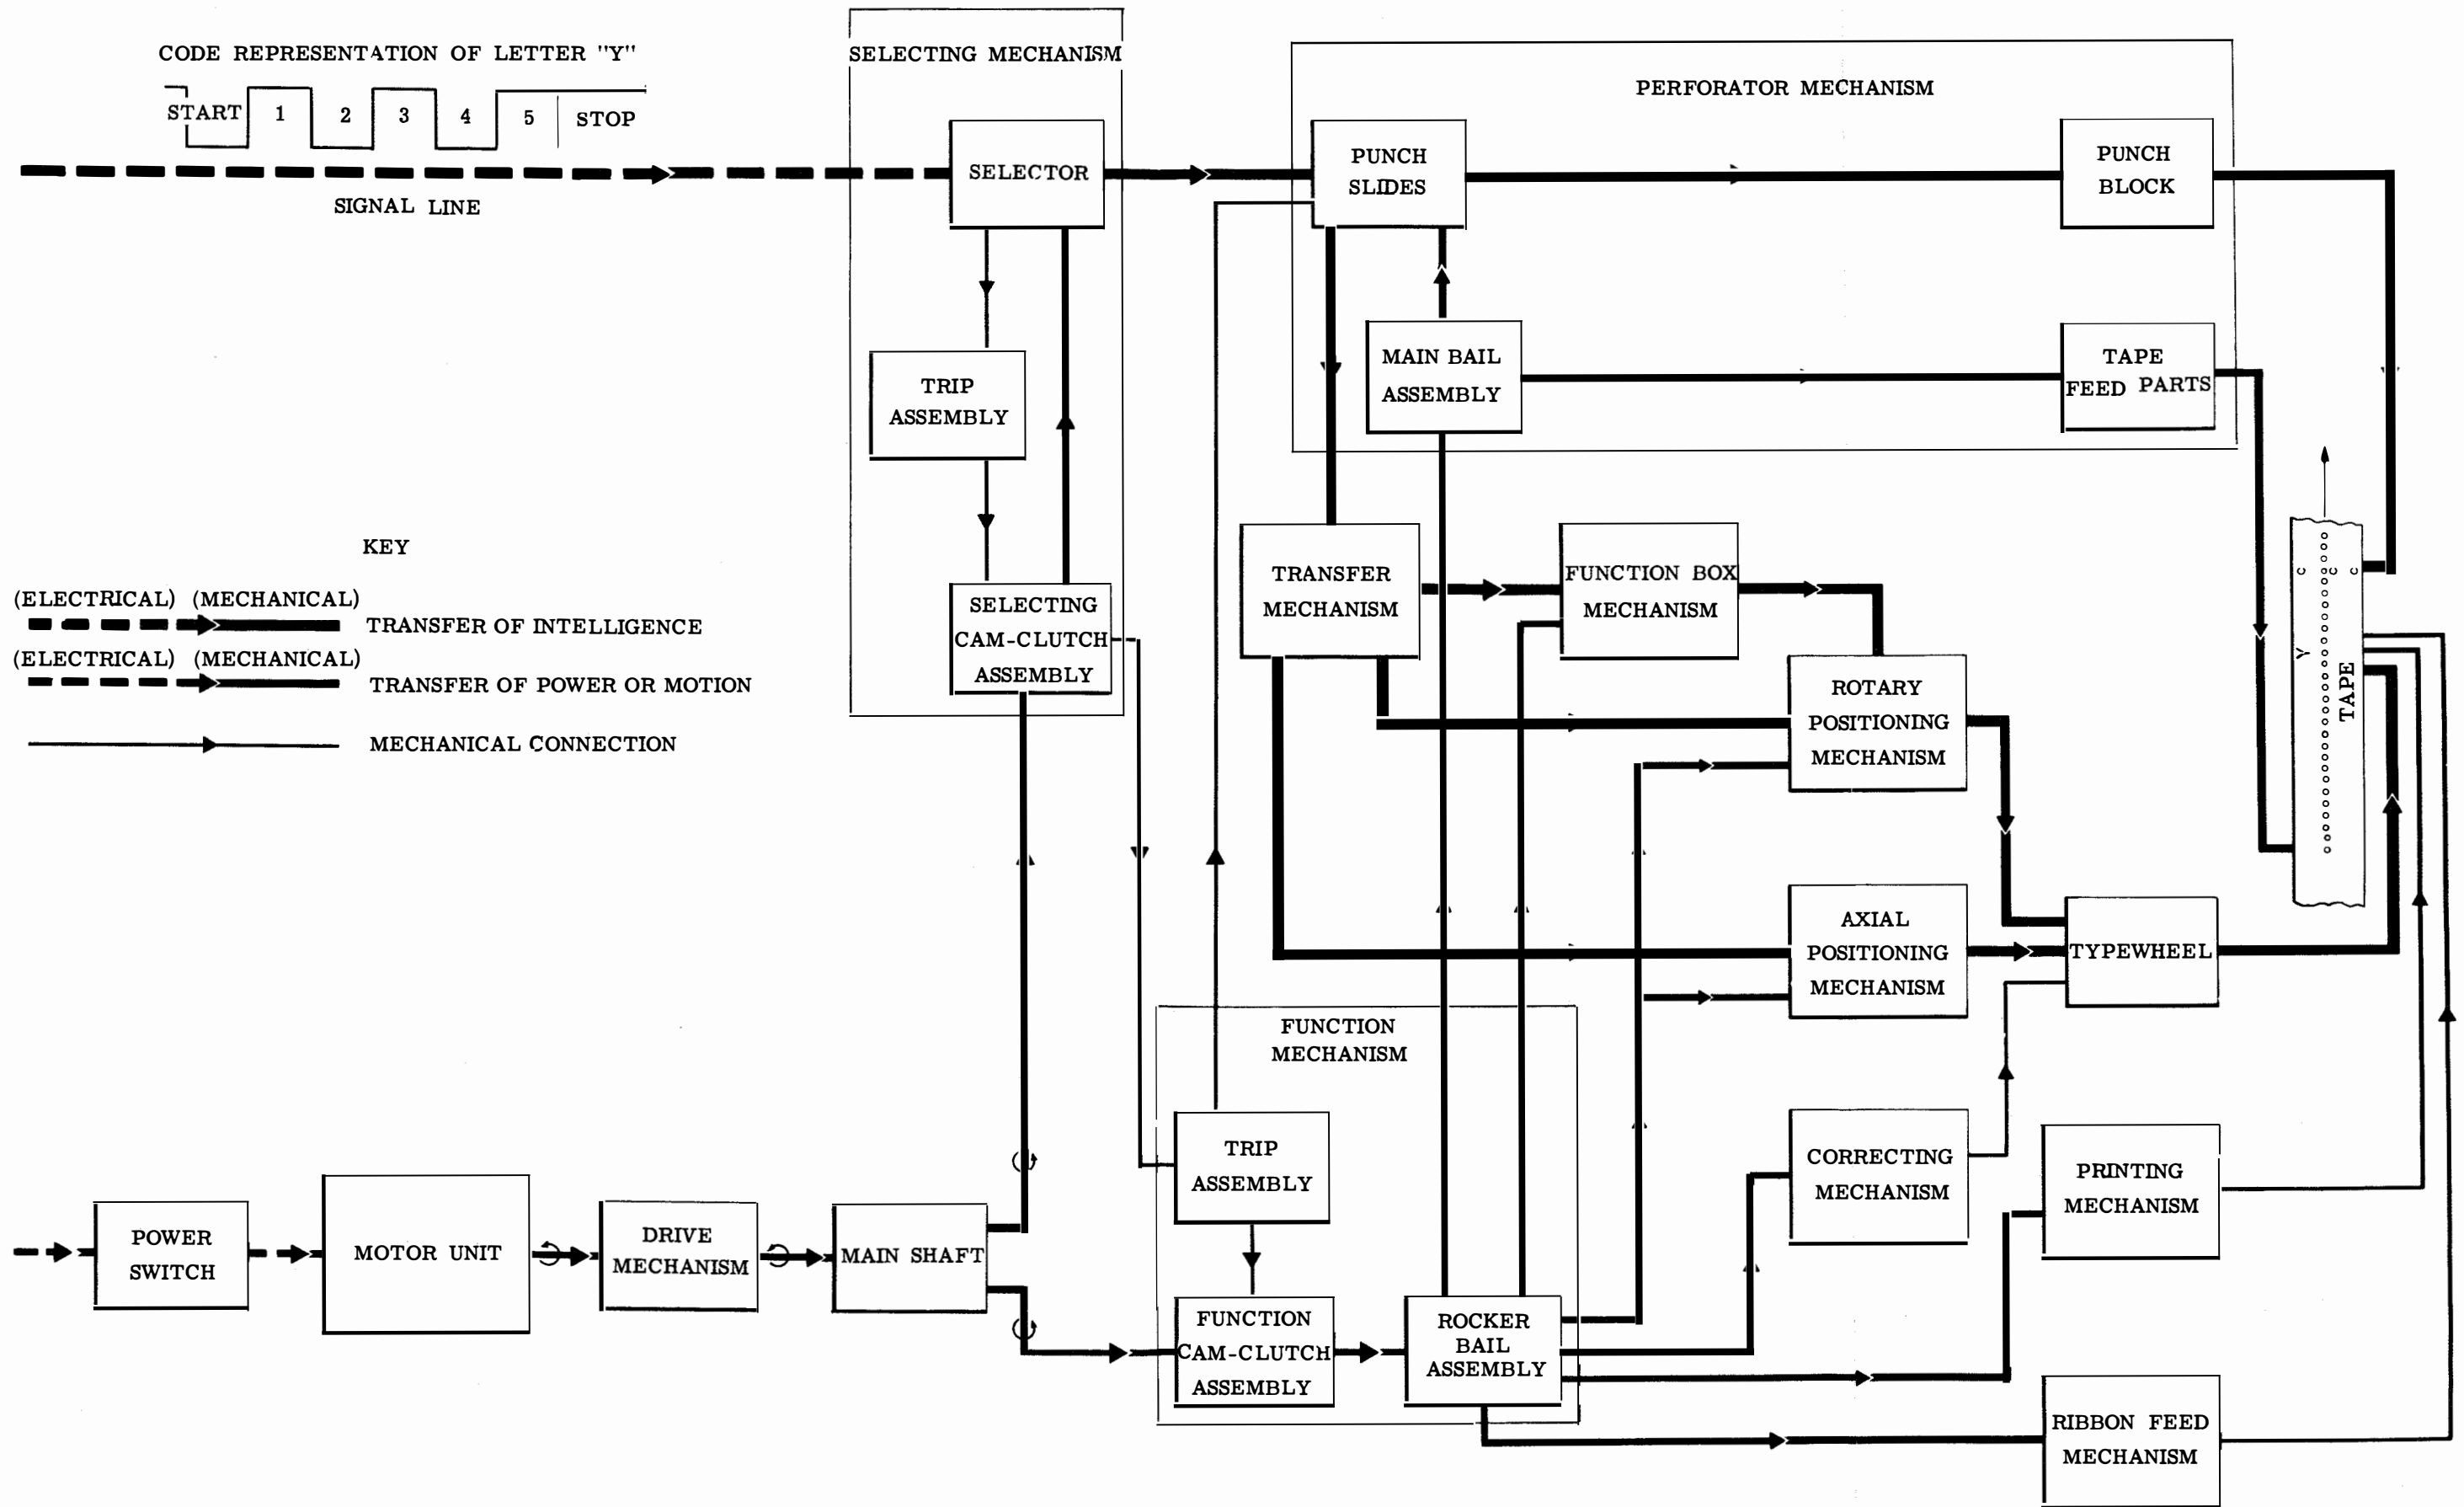 CODE REPRESENTATION OF LETTER "Y"
START 1 2 3 4 5 STOP
SIGNAL LINE
SELECTING MECHANISM
SELECTOR
TRIP
ASSEMBLY
SELECTING
CAM-CLUTCH
ASSEMBLY
PERFORATOR MECHANISM
PUNCH
SLIDES
PUNCH
BLOCK
MAIN BAIL
ASSEMBLY
TAPE
FEED PARTS
KEY
(ELECTRICAL) (MECHANICAL)
TRANSFER OF INTELLIGENCE
(ELECTRICAL) (MECHANICAL)
TRANSFER OF POWER OR MOTION
MECHANICAL CONNECTION
TRANSFER
MECHANISM
FUNCTION BOX
MECHANISM
ROTARY
POSITIONING
MECHANISM
Y
TAPE
AXIAL
POSITIONING
MECHANISM
TYPEWHEEL
FUNCTION
MECHANISM
TRIP
ASSEMBLY
CORRECTING
MECHANISM
PRINTING
MECHANISM
POWER
SWITCH
MOTOR UNIT
DRIVE
MECHANISM
MAIN SHAFT
FUNCTION
CAM-CLUTCH
ASSEMBLY
ROCKER
BAIL
ASSEMBLY
RIBBON FEED
MECHANISM